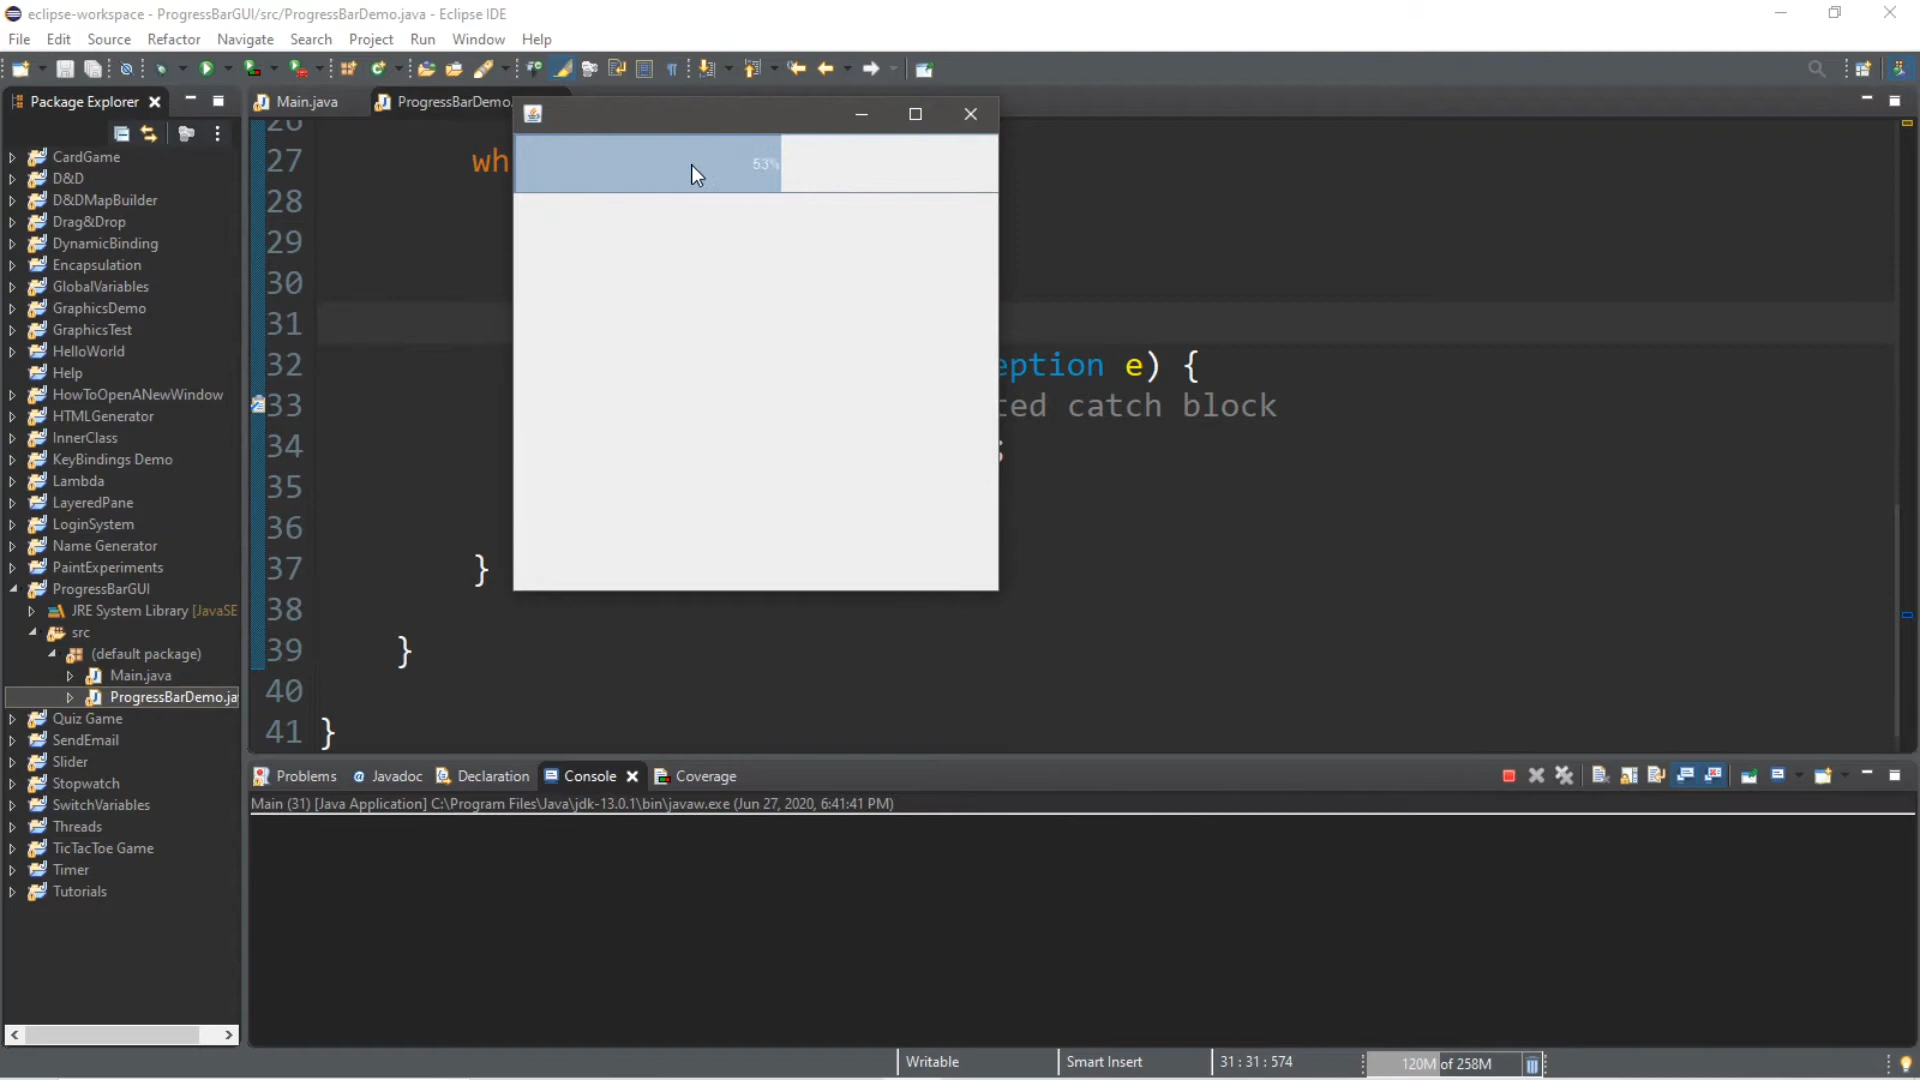 eclipse-workspace - ProgressBarGUI/src/ProgressBarDemo.java - Eclipse IDE
File Edit Source Refactor Navigate Search Project Run Window Help
Package Explorer
Main.java
ProgressBarDemo.
CardGame
D&D
D&DMapBuilder
Drag&Drop
DynamicBinding
Encapsulation
GlobalVariables
GraphicsDemo
GraphicsTest
HelloWorld
Help
HowToOpenANewWindow
HTMLGenerator
InnerClass
KeyBindings Demo
Lambda
LayeredPane
LoginSystem
Name Generator
PaintExperiments
ProgressBarGUI
JRE System Library [JavaSE
src
(default package)
Main.java
ProgressBarDemo.ja
Quiz Game
SendEmail
Slider
Stopwatch
SwitchVariables
Threads
TicTacToe Game
Timer
Tutorials
53%
26
27 wh
28
29
30
31
32 eption e) {
33 ted catch block
34 ;
35
36
37 }
38
39 }
40
41 }
Problems @ Javadoc Declaration Console Coverage
Main (31) [Java Application] C:\Program Files\Java\jdk-13.0.1\bin\javaw.exe (Jun 27, 2020, 6:41:41 PM)
Writable Smart Insert 31 : 31 : 574 120M of 258M